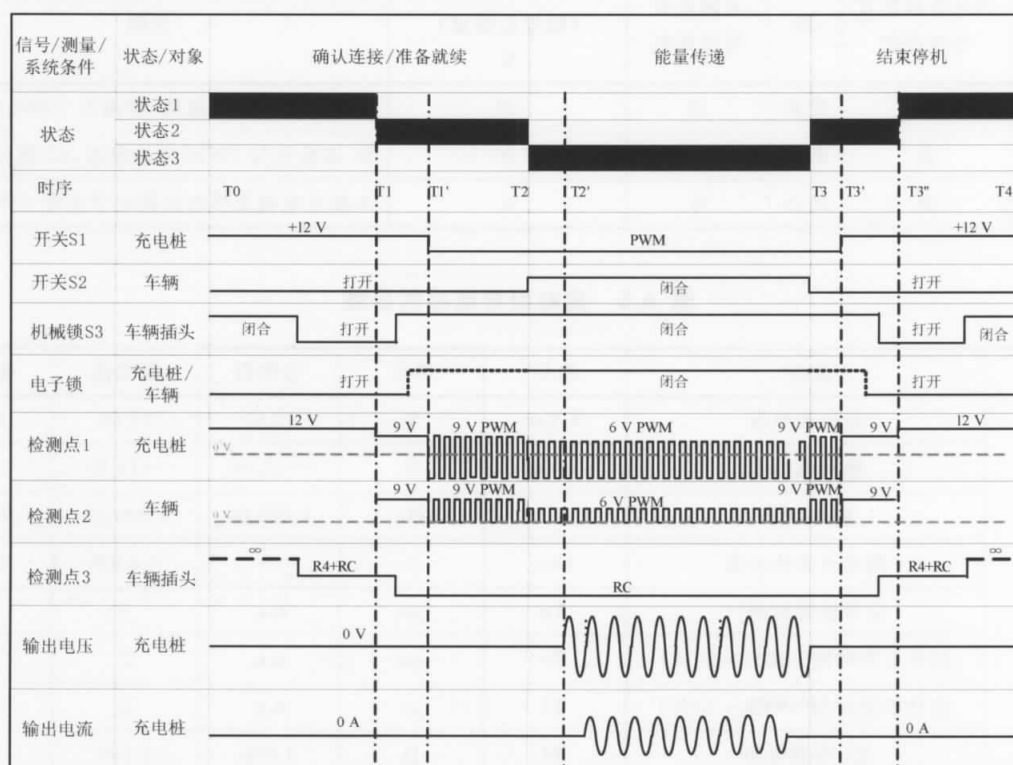 信号/测量/
系统条件
状态/对象
确认连接/准备就续
能量传递
结束停机
状态
状态1
状态2
状态3
时序
T0
T1
T1'
T2
T2'
T3
T3'
T3"
T4
开关S1
充电桩
+12 V
PWM
+12 V
开关S2
车辆
打开
闭合
打开
机械锁S3
车辆插头
闭合
打开
闭合
打开
闭合
电子锁
充电桩/
车辆
打开
闭合
打开
检测点1
充电桩
12 V
9 V
9 V PWM
6 V PWM
9 V PWM
9 V
12 V
0 V
检测点2
车辆
9 V
9 V PWM
6 V PWM
9 V PWM
9 V
0 V
检测点3
车辆插头
∞
R4+RC
RC
R4+RC
∞
输出电压
充电桩
0 V
输出电流
充电桩
0 A
0 A